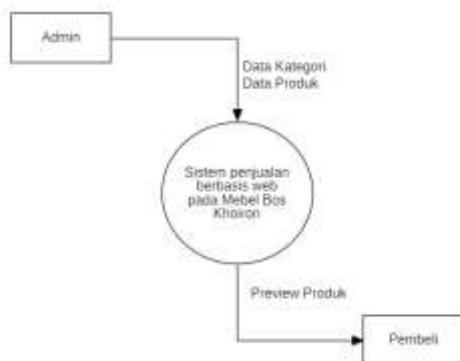 Admin
Data Kategori
Data Produk
Sistem penjualan
berbasis web
pada Mebel Bos
Khoiron
Preview Produk
Pembeli